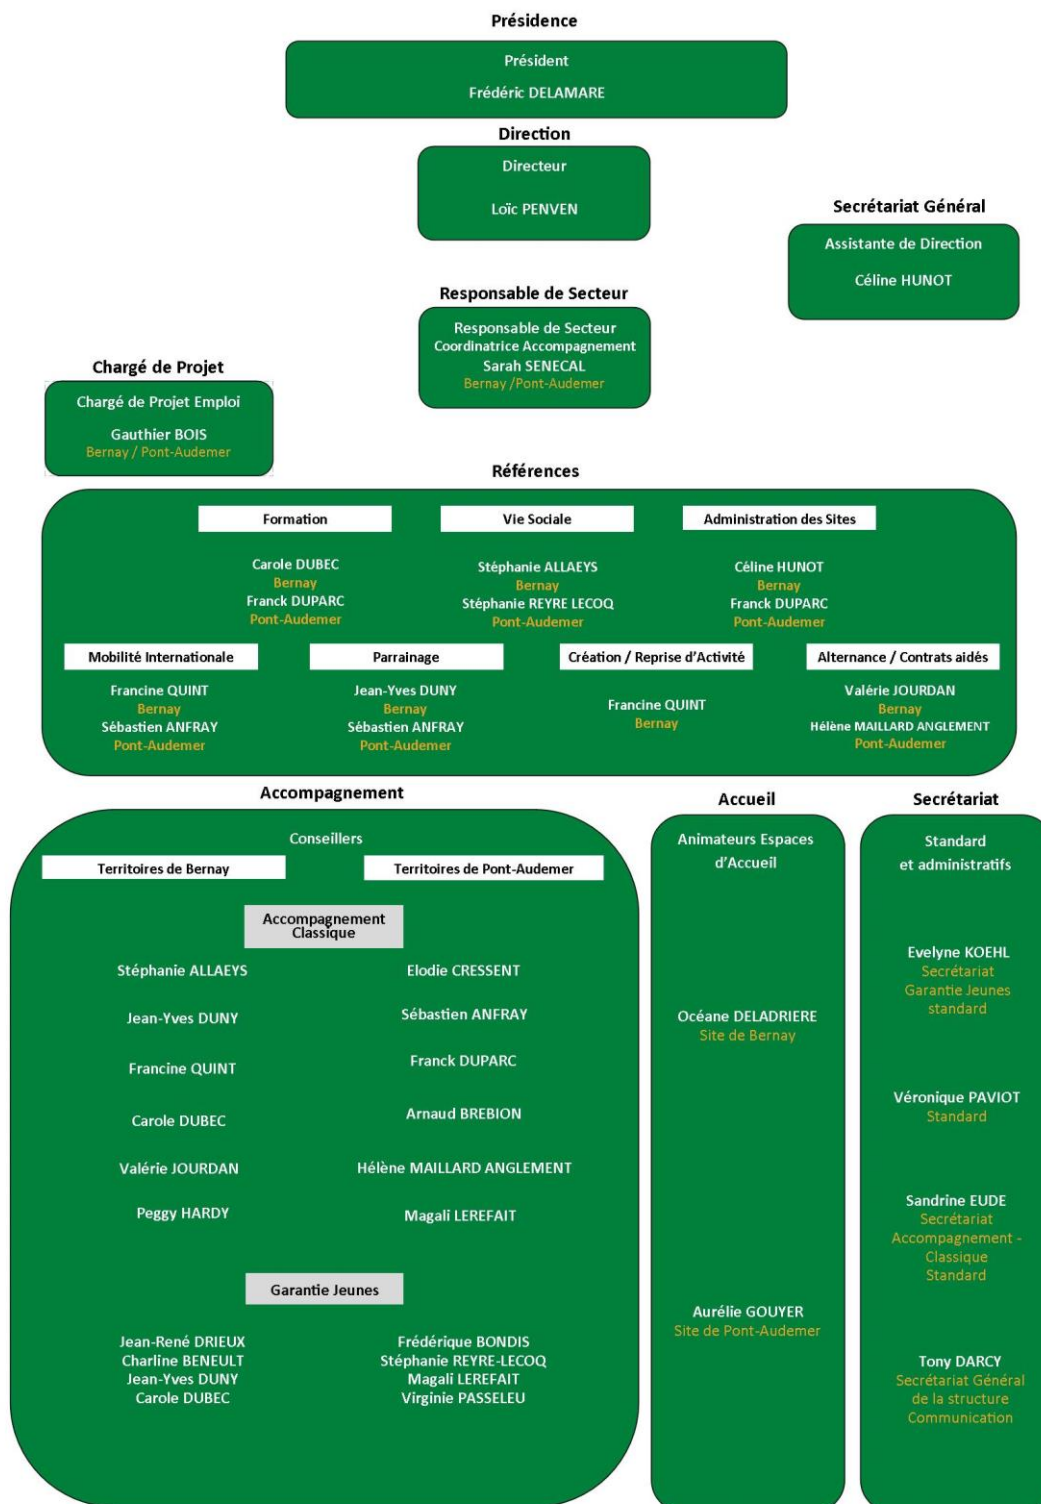 Présidence
Président
Frédéric DELAMARE
Direction
Directeur
Loïc PENVEN
Secrétariat Général
Assistante de Direction
Céline HUNOT
Responsable de Secteur
Responsable de Secteur
Coordinatrice Accompagnement
Sarah SENECAL
Bernay /Pont-Audemer
Chargé de Projet
Chargé de Projet Emploi
Gauthier BOIS
Bernay / Pont-Audemer
Références
Formation
Carole DUBEC
Bernay
Franck DUPARC
Pont-Audemer
Vie Sociale
Stéphanie ALLAEYS
Bernay
Stéphanie REYRE LECOQ
Pont-Audemer
Administration des Sites
Céline HUNOT
Bernay
Franck DUPARC
Pont-Audemer
Mobilité Internationale
Francine QUINT
Bernay
Sébastien ANFRAY
Pont-Audemer
Parrainage
Jean-Yves DUNY
Bernay
Sébastien ANFRAY
Pont-Audemer
Création / Reprise d'Activité
Francine QUINT
Bernay
Alternance / Contrats aidés
Valérie JOURDAN
Bernay
Hélène MAILLARD ANGLEMENT
Pont-Audemer
Accompagnement
Conseillers
Territoires de Bernay
Territoires de Pont-Audemer
Accompagnement
Classique
Stéphanie ALLAEYS
Jean-Yves DUNY
Francine QUINT
Carole DUBEC
Valérie JOURDAN
Peggy HARDY
Elodie CRESSENT
Sébastien ANFRAY
Franck DUPARC
Arnaud BREBION
Hélène MAILLARD ANGLEMENT
Magali LEREFAIT
Garantie Jeunes
Jean-René DRIEUX
Charline BENEULT
Jean-Yves DUNY
Carole DUBEC
Frédérique BONDIS
Stéphanie REYRE-LECOQ
Magali LEREFAIT
Virginie PASSELEU
Accueil
Animateurs Espaces
d'Accueil
Océane DELADRIERE
Site de Bernay
Aurélie GOUYER
Site de Pont-Audemer
Secrétariat
Standard
et administratifs
Evelyne KOEHL
Secrétariat
Garantie Jeunes
standard
Véronique PAVIOT
Standard
Sandrine EUDE
Secrétariat
Accompagnement -
Classique
Standard
Tony DARCY
Secrétariat Général
de la structure
Communication